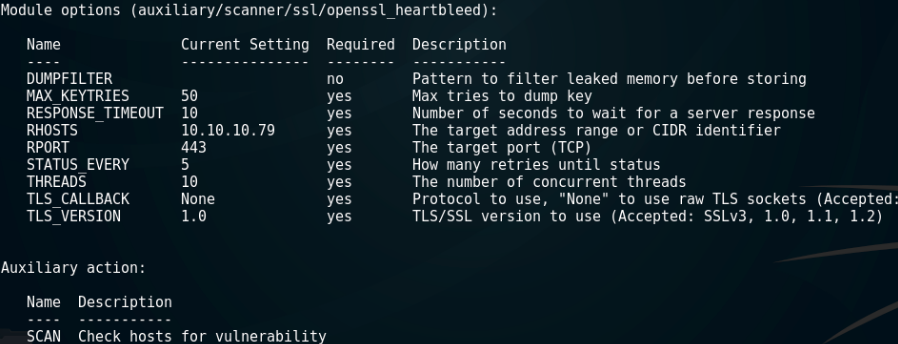 Module options (auxiliary/scanner/ssl/openssl_heartbleed):
Name Current Setting Required Description
---- --------------- -------- -----------
DUMPFILTER no Pattern to filter leaked memory before storing
MAX_KEYTRIES 50 yes Max tries to dump key
RESPONSE_TIMEOUT 10 yes Number of seconds to wait for a server response
RHOSTS 10.10.10.79 yes The target address range or CIDR identifier
RPORT 443 yes The target port (TCP)
STATUS_EVERY 5 yes How many retries until status
THREADS 10 yes The number of concurrent threads
TLS_CALLBACK None yes Protocol to use, "None" to use raw TLS sockets (Accepted:
TLS_VERSION 1.0 yes TLS/SSL version to use (Accepted: SSLv3, 1.0, 1.1, 1.2)
Auxiliary action:
Name Description
---- -----------
SCAN Check hosts for vulnerability